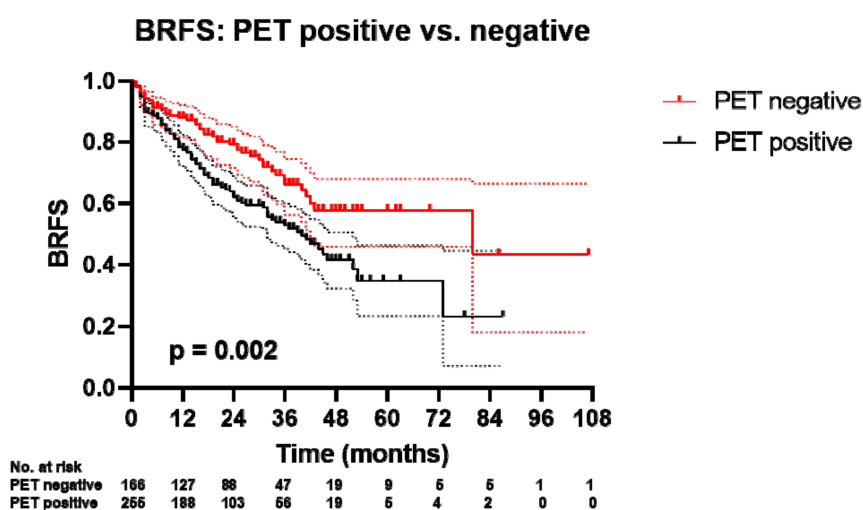 BRFS: PET positive vs. negative
1.0
0.8
0.6
0.4
0.2
0.0
BRFS
PET negative
PET positive
p = 0.002
0 12 24 36 48 60 72 84 96 108
Time (months)
No. at risk
PET negative 166 127 88 47 19 9 5 5 1 1
PET positive 255 188 103 56 19 5 4 2 0 0